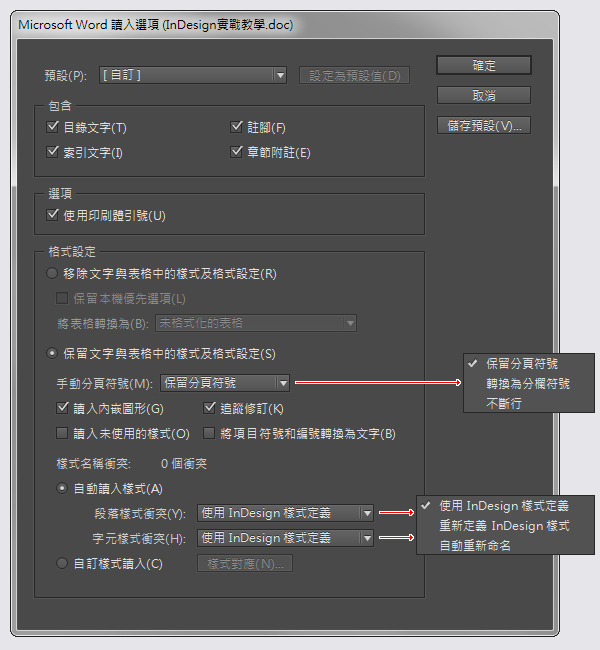 Microsoft Word 讀入選項 (InDesign實戰教學.doc)
預設(P): [ 自訂 ] 設定為預設值(D) 確定
取消
儲存預設(V)...
包含
目錄文字(T) 註腳(F)
索引文字(I) 章節附註(E)
選項
使用印刷體引號(U)
格式設定
移除文字與表格中的樣式及格式設定(R)
保留本機優先選項(L)
將表格轉換為(B): 未格式化的表格
保留文字與表格中的樣式及格式設定(S)
手動分頁符號(M): 保留分頁符號
保留分頁符號
轉換為分欄符號
不斷行
讀入內嵌圖形(G) 追蹤修訂(K)
讀入未使用的樣式(O) 將項目符號和編號轉換為文字(B)
樣式名稱衝突: 0 個衝突
自動讀入樣式(A)
段落樣式衝突(Y): 使用 InDesign 樣式定義
字元樣式衝突(H): 使用 InDesign 樣式定義
使用 InDesign 樣式定義
重新定義 InDesign 樣式
自動重新命名
自訂樣式讀入(C) 樣式對應(N)...